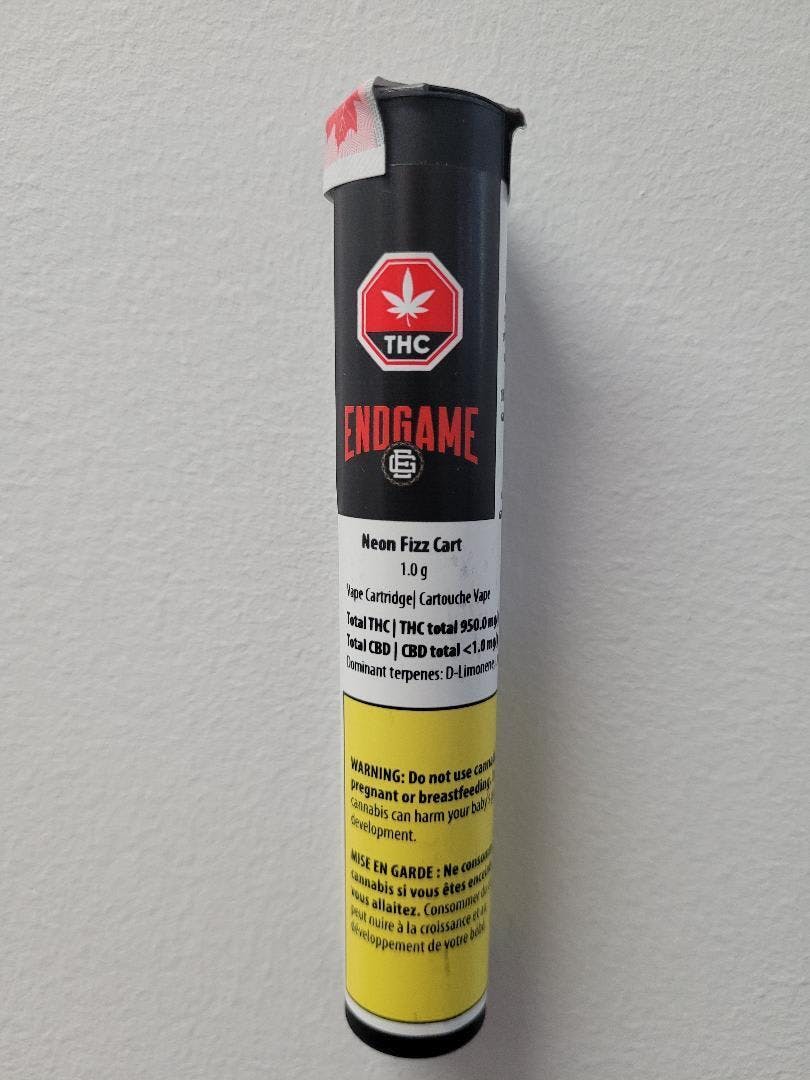 THC
ENDGAME
EG
Neon Fizz Cart
1.0 g
Vape Cartridge| Cartouche Vape
Total THC | THC total 950.0 mg/
Total CBD | CBD total <1.0 mg/
Dominant terpenes: D-Limonene,
WARNING: Do not use
pregnant or breastfeeding.
cannabis can harm your baby's
development.
MISE EN GARDE : Ne
cannabis si vous êtes
vous allaitez. Consommer
peut nuire à la croissance et au
développement de votre bébé.